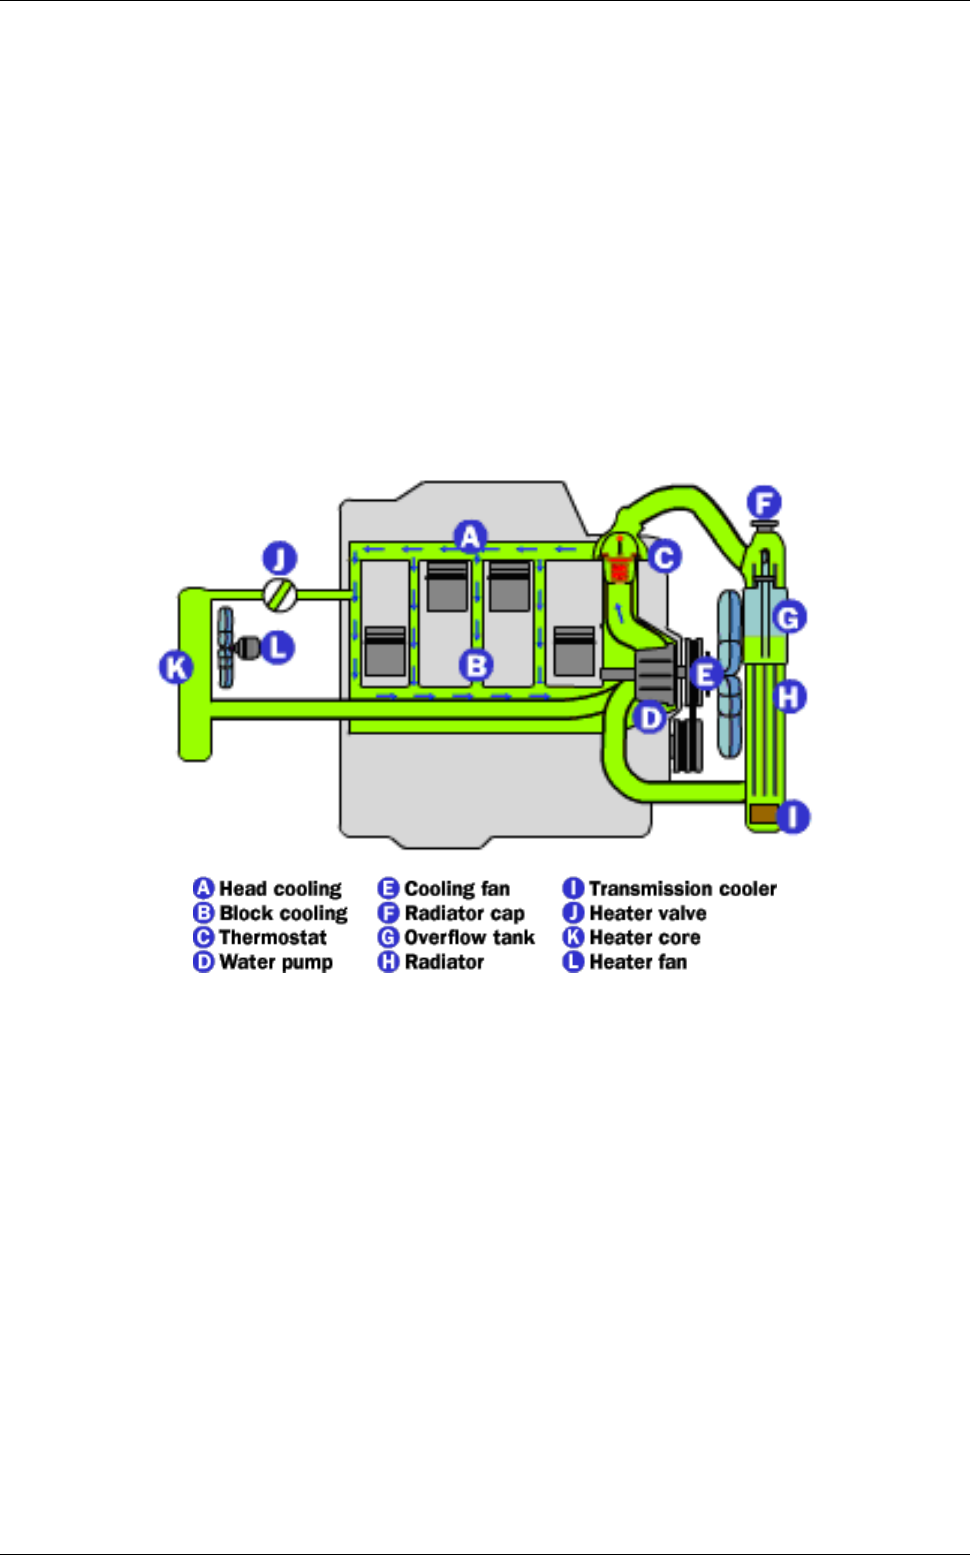 F
A
J
C
G
L
B
K
E
H
D
I
A Head cooling
B Block cooling
C Thermostat
D Water pump
E Cooling fan
F Radiator cap
G Overflow tank
H Radiator
I Transmission cooler
J Heater valve
K Heater core
L Heater fan